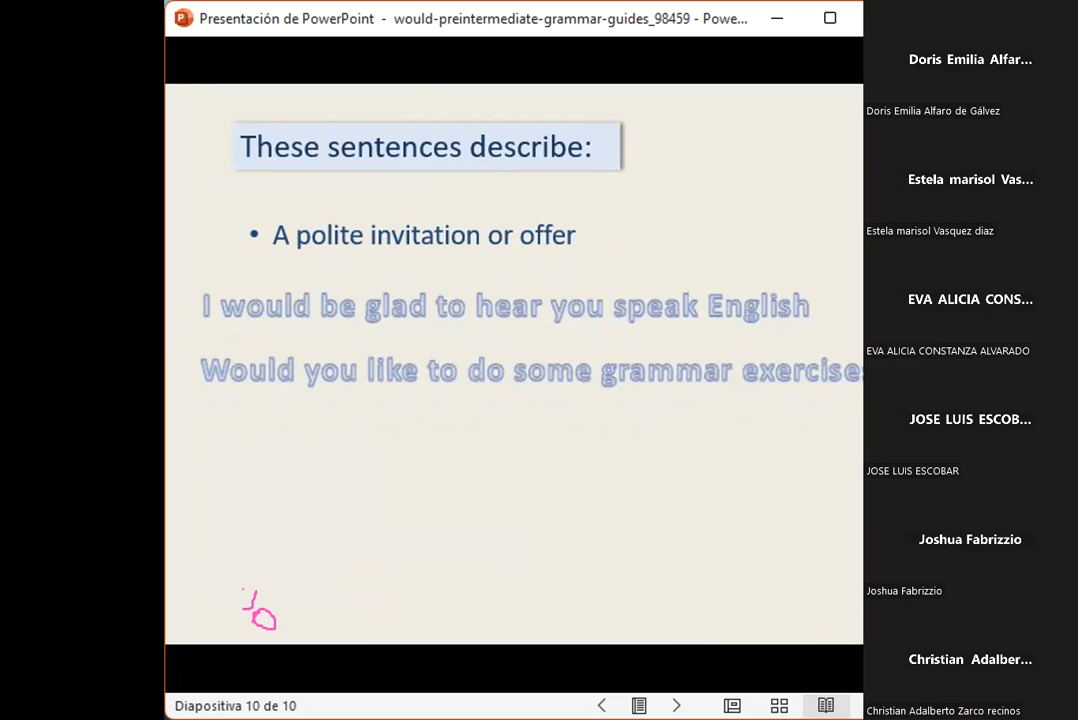 Presentación de PowerPoint - would-preintermediate-grammar-guides_98459 - Powe...
These sentences describe:
• A polite invitation or offer
I would be glad to hear you speak English
Would you like to do some grammar exercises
Diapositiva 10 de 10
Doris Emilia Alfar...
Doris Emilia Alfaro de Gálvez
Estela marisol Vas...
Estela marisol Vasquez diaz
EVA ALICIA CONS...
EVA ALICIA CONSTANZA ALVARADO
JOSE LUIS ESCOB...
JOSE LUIS ESCOBAR
Joshua Fabrizzio
Joshua Fabrizzio
Christian Adalber...
Christian Adalberto Zarco recinos